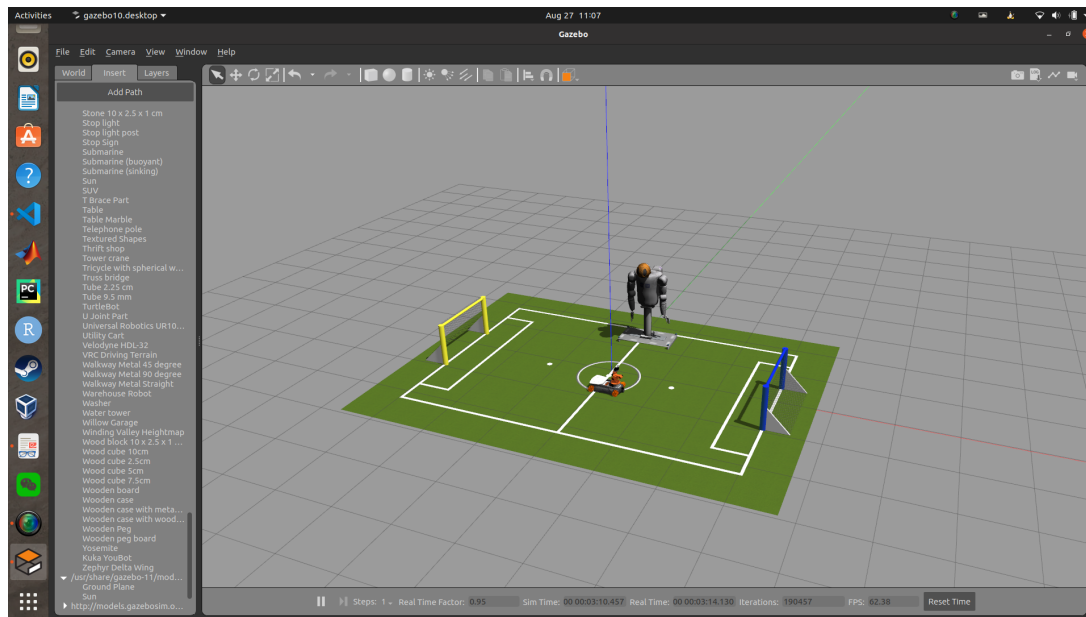 Activities gazebo10.desktop Aug 27 11:07
Gazebo
File Edit Camera View Window Help
World Insert Layers
Add Path
Stone 10 x 2.5 x 1 cm
Stop light
Stop light post
Stop Sign
Submarine
Submarine (buoyant)
Submarine (sinking)
Sun
SUV
T Brace Part
Table
Table Marble
Telephone pole
Textured Shapes
Thrift shop
Tower crane
Tricycle with spherical w...
Truss bridge
Tube 2.25 cm
Tube 9.5 mm
TurtleBot
U Joint Part
Universal Robotics UR10...
Utility Cart
Velodyne HDL-32
VRC Driving Terrain
Walkway Metal 45 degree
Walkway Metal 90 degree
Walkway Metal Straight
Warehouse Robot
Washer
Water tower
Willow Garage
Winding Valley Heightmap
Wood block 10 x 2.5 x 1 ...
Wood cube 10cm
Wood cube 2.5cm
Wood cube 5cm
Wood cube 7.5cm
Wooden board
Wooden case
Wooden case with meta...
Wooden case with wood...
Wooden Peg
Wooden peg board
Yosemite
Kuka YouBot
Zephyr Delta Wing
/usr/share/gazebo-11/mod...
Ground Plane
Sun
http://models.gazebosim.o...
PC
R
Steps: 1 Real Time Factor: 0.95 Sim Time: 00 00:03:10.457 Real Time: 00 00:03:14.130 Iterations: 190457 FPS: 62.38 Reset Time